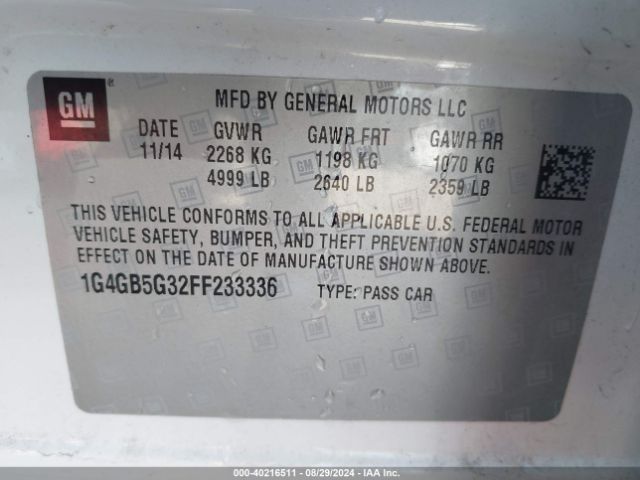 GM
MFD BY GENERAL MOTORS LLC
DATE GVWR GAWR FRT GAWR RR
11/14 2268 KG 1198 KG 1070 KG
4999 LB 2640 LB 2359 LB
THIS VEHICLE CONFORMS TO ALL APPLICABLE U.S. FEDERAL MOTOR
VEHICLE SAFETY, BUMPER, AND THEFT PREVENTION STANDARDS IN
EFFECT ON THE DATE OF MANUFACTURE SHOWN ABOVE.
1G4GB5G32FF233336 TYPE: PASS CAR
000-40216511 - 08/29/2024 - IAA Inc.